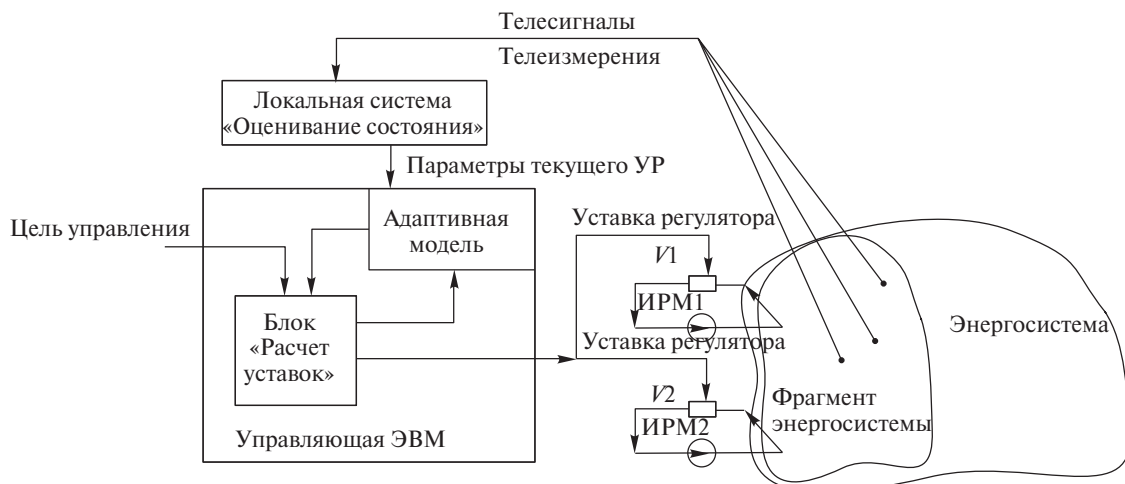 Телесигналы
Телеизмерения
Локальная система
«Оценивание состояния»
Параметры текущего УР
Цель управления
Адаптивная
модель
Уставка регулятора
V1
ИРМ1
Блок
«Расчет
уставок»
Уставка регулятора
V2
ИРМ2
Управляющая ЭВМ
Энергосистема
Фрагмент
энергосистемы